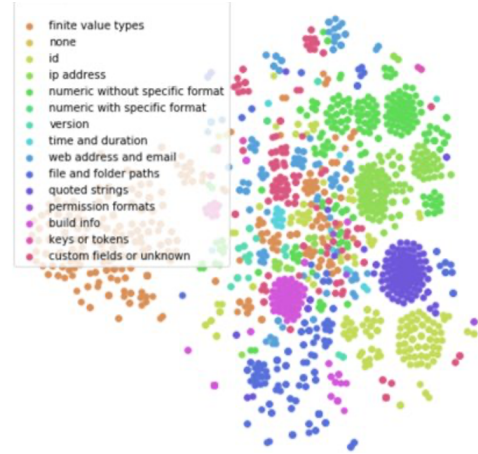 finite value types
none
id
ip address
numeric without specific format
numeric with specific format
version
time and duration
web address and email
file and folder paths
quoted strings
permission formats
build info
keys or tokens
custom fields or unknown